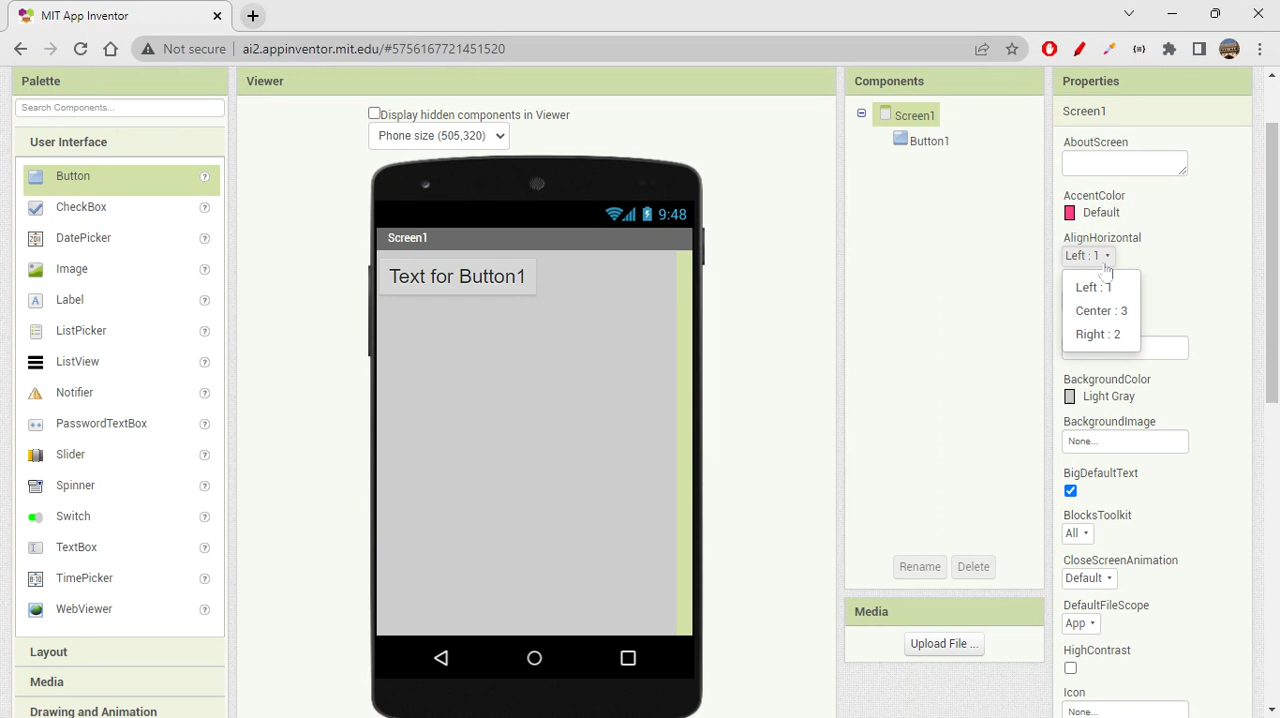 MIT App Inventor
Not secure
ai2.appinventor.mit.edu/#5756167721451520
Palette
Search Components...
User Interface
Button ?
CheckBox ?
DatePicker ?
Image ?
Label ?
ListPicker ?
ListView ?
Notifier ?
PasswordTextBox ?
Slider ?
Spinner ?
Switch ?
TextBox ?
TimePicker ?
WebViewer ?
Layout
Media
Drawing and Animation
Viewer
Display hidden components in Viewer
Phone size (505,320)
9:48
Screen1
Text for Button1
Components
Screen1
Button1
Rename Delete
Media
Upload File ...
Properties
Screen1
AboutScreen
AccentColor
Default
AlignHorizontal
Left : 1
Left : 1
Center : 3
Right : 2
BackgroundColor
Light Gray
BackgroundImage
None...
BigDefaultText
BlocksToolkit
All
CloseScreenAnimation
Default
DefaultFileScope
App
HighContrast
Icon
None...